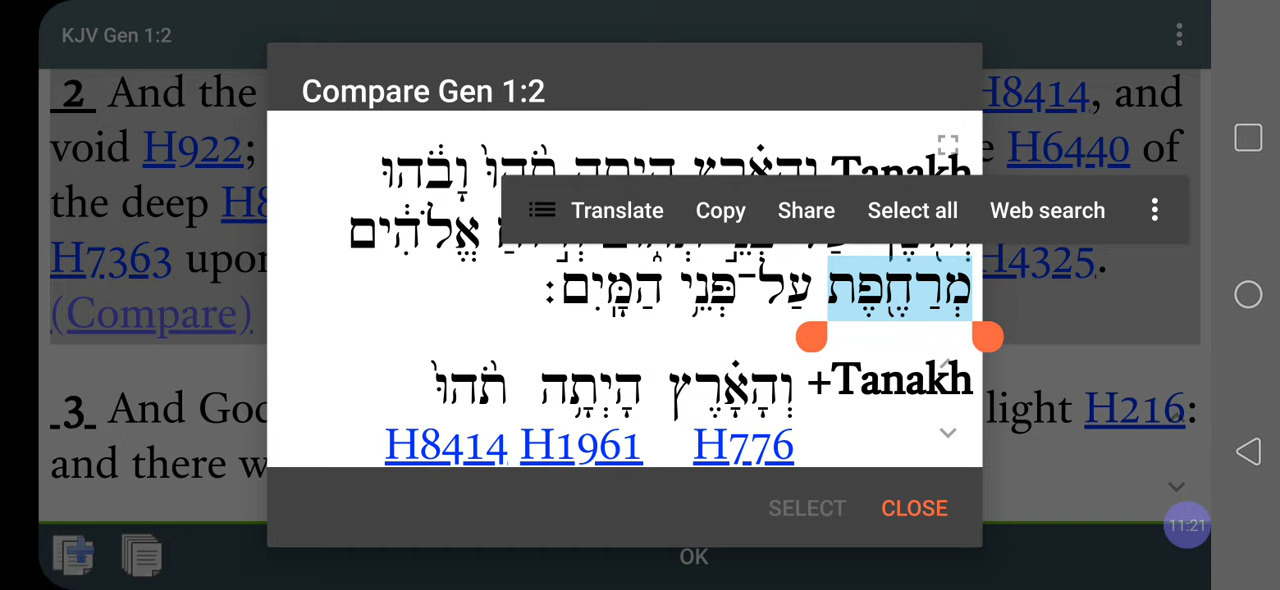 KJV Gen 1:2
Compare Gen 1:2
2 And the H8414, and
void H922; e H6440 of
the deep H8
H7363 upon H4325.
(Compare)
3 And God light H216:
and there w
Tanakh וְהָאָ֗רֶץ הָיְתָ֥ה תֹ֙הוּ֙ וָבֹ֔הוּ
אֱלֹהִ֔ים
מְרַחֶ֖פֶת עַל־פְּנֵ֥י הַמָּֽיִם׃
Translate Copy Share Select all Web search
+Tanakh וְהָאָ֗רֶץ הָיְתָ֥ה תֹ֙הוּ֙
H776 H1961 H8414
SELECT CLOSE
OK
11:21